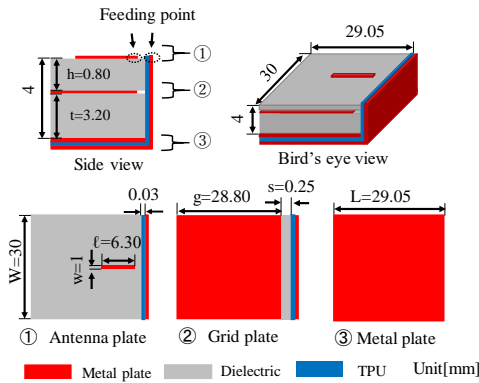 Feeding point
①
h=0.80
4
②
t=3.20
③
Side view
29.05
30
4
Bird's eye view
0.03
ℓ=6.30
w=1
W=30
① Antenna plate
g=28.80
s=0.25
② Grid plate
L=29.05
③ Metal plate
Metal plate
Dielectric
TPU
Unit[mm]